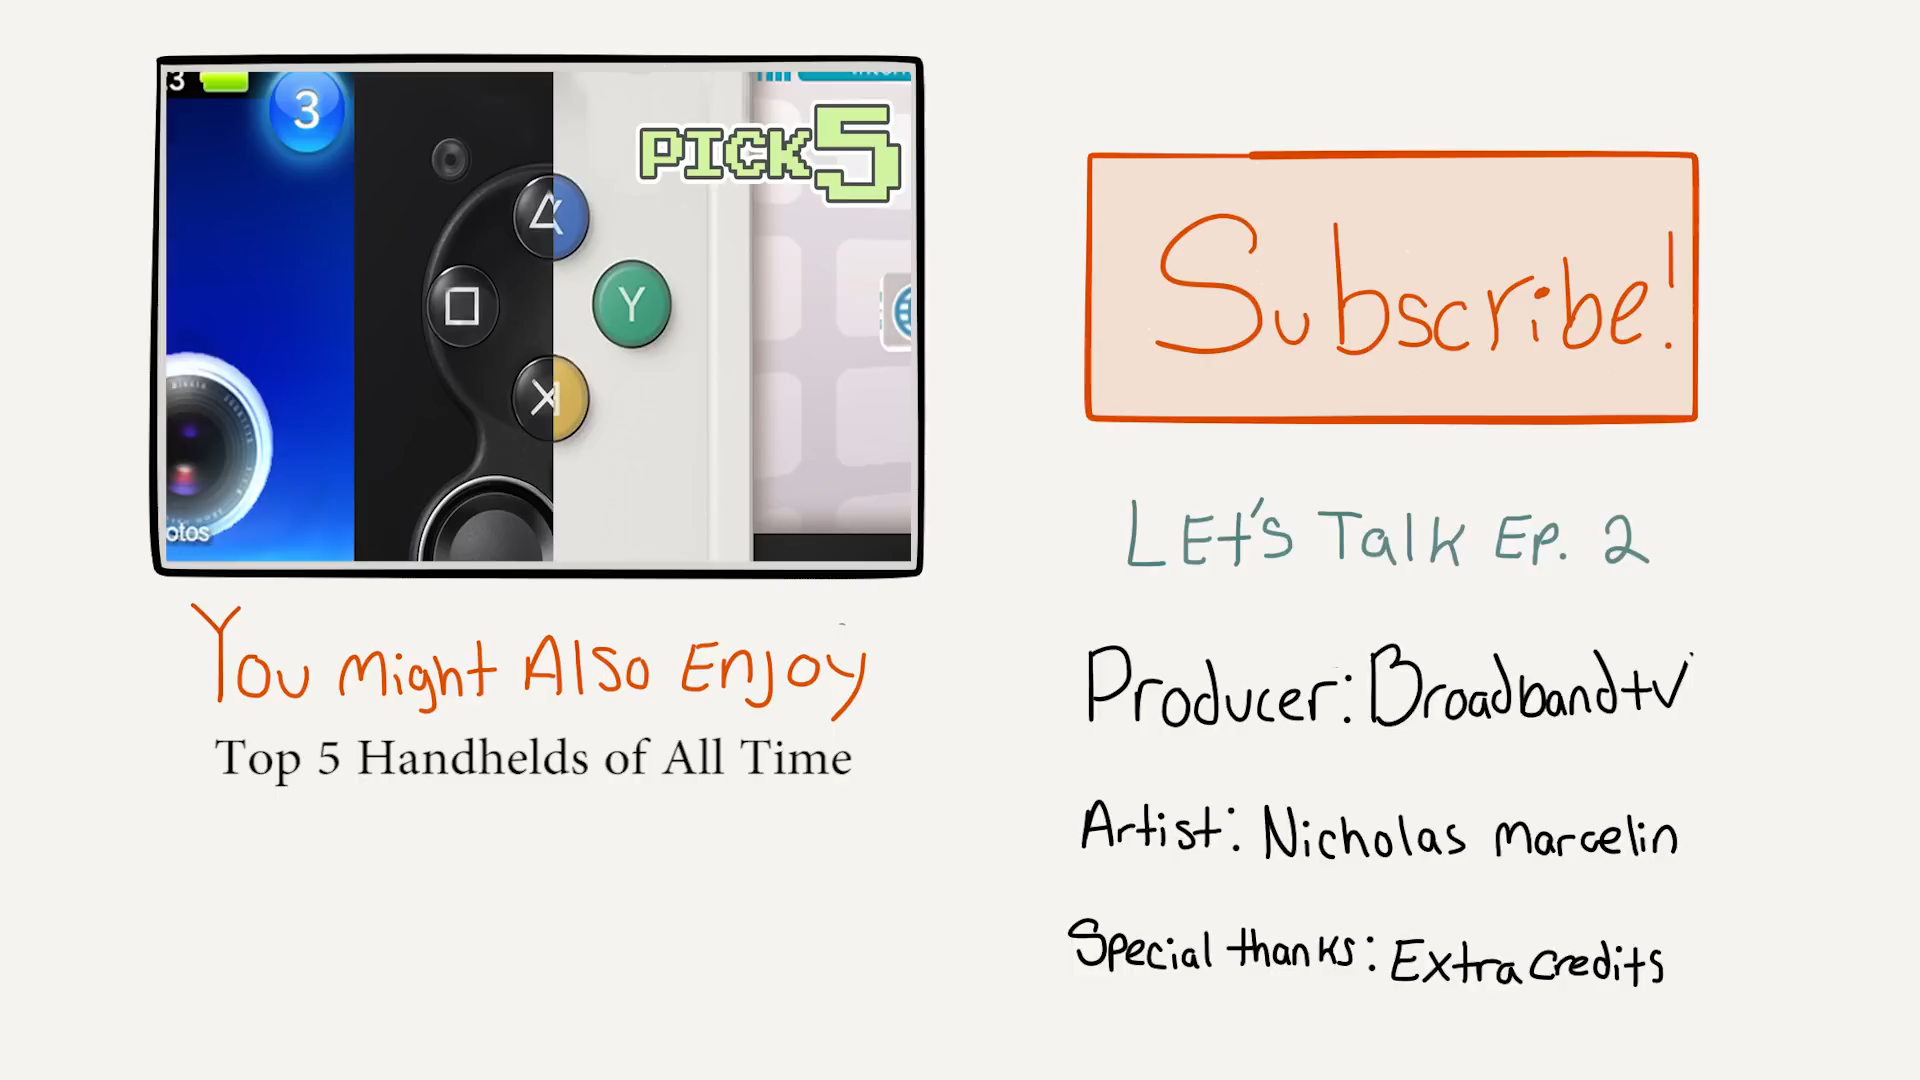 3
3
PICK5
Y
otos
You Might Also Enjoy
Top 5 Handhelds of All Time
Subscribe!
LEt's Talk Ep. 2
Producer: Broadbandtv
Artist: Nicholas Marcelin
Special thanks: Extra credits